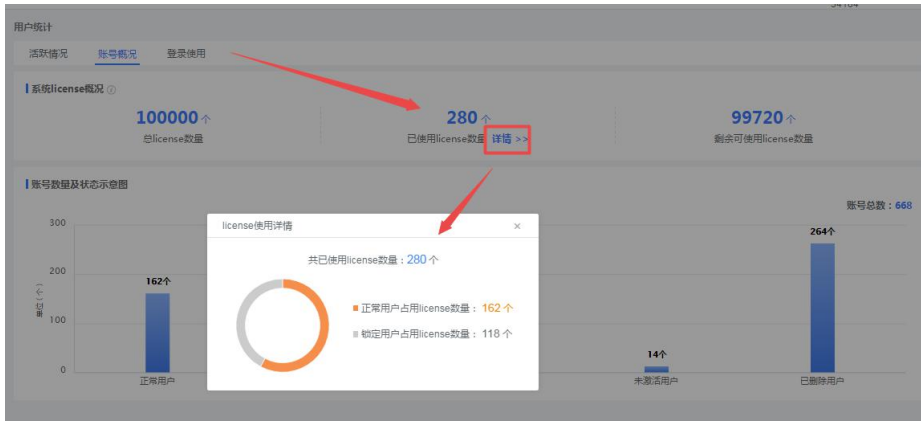 用户统计
活跃情况 账号概况 登录使用
系统license概况
100000个 280个 99720个
总license数量 已使用license数量 详情 >> 剩余可使用license数量
账号数量及状态示意图
账号总数：668
license使用详情 ×
共已使用license数量：280 个
正常用户占用license数量： 162 个
锁定用户占用license数量： 118 个
单位(个)
300
200
100
0
162个
14个
264个
正常用户 未激活用户 已删除用户